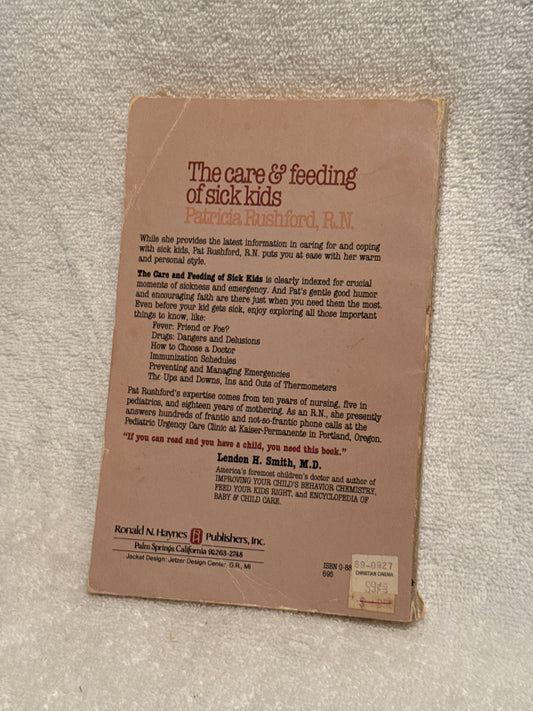 The care & feeding
of sick kids
Patricia Rushford, R.N.
While she provides the latest information in caring for and coping
with sick kids, Pat Rushford, R.N. puts you at ease with her warm
and personal style.
The Care and Feeding of Sick Kids is clearly indexed for crucial
moments of sickness and emergency. And Pat's gentle good humor
and encouraging faith are there just when you need them the most.
Even before your kid gets sick, enjoy exploring all those important
things to know, like:
Fever: Friend or Foe?
Drugs: Dangers and Delusions
How to Choose a Doctor
Immunization Schedules
Preventing and Managing Emergencies
The Ups and Downs, Ins and Outs of Thermometers
Pat Rushford's expertise comes from ten years of nursing, five in
pediatrics, and eighteen years of mothering. As an R.N., she presently
answers hundreds of frantic and not-so-frantic phone calls at the
Pediatric Urgency Care Clinic at Kaiser-Permanente in Portland, Oregon.
"If you can read and you have a child, you need this book."
Lendon H. Smith, M.D.
America's foremost children's doctor and author of
IMPROVING YOUR CHILD'S BEHAVIOR CHEMISTRY,
FEED YOUR KIDS RIGHT, and ENCYCLOPEDIA OF
BABY & CHILD CARE.
Ronald N. Haynes Publishers, Inc.
Palm Springs, California 92263-2748
Jacket Design: Jetzer Design Center, G.R., MI
ISBN 0-88
695
89-0827
CHRISTIAN CINEMA